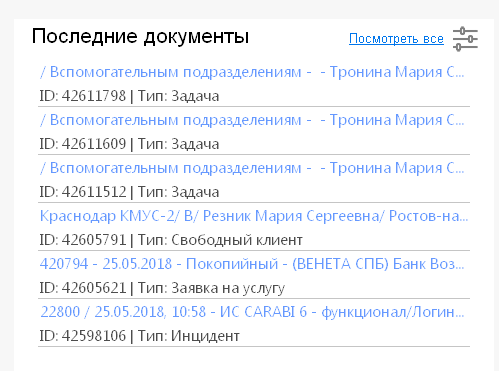 Последние документы
Посмотреть все
/ Вспомогательным подразделениям - - Тронина Мария С...
ID: 42611798 | Тип: Задача
/ Вспомогательным подразделениям - - Тронина Мария С...
ID: 42611609 | Тип: Задача
/ Вспомогательным подразделениям - - Тронина Мария С...
ID: 42611512 | Тип: Задача
Краснодар КМУС-2/ В/ Резник Мария Сергеевна/ Ростов-на...
ID: 42605791 | Тип: Свободный клиент
420794 - 25.05.2018 - Покопийный - (ВЕНЕТА СПБ) Банк Воз...
ID: 42605621 | Тип: Заявка на услугу
22800 / 25.05.2018, 10:58 - ИС CARABI 6 - функционал/Логин...
ID: 42598106 | Тип: Инцидент